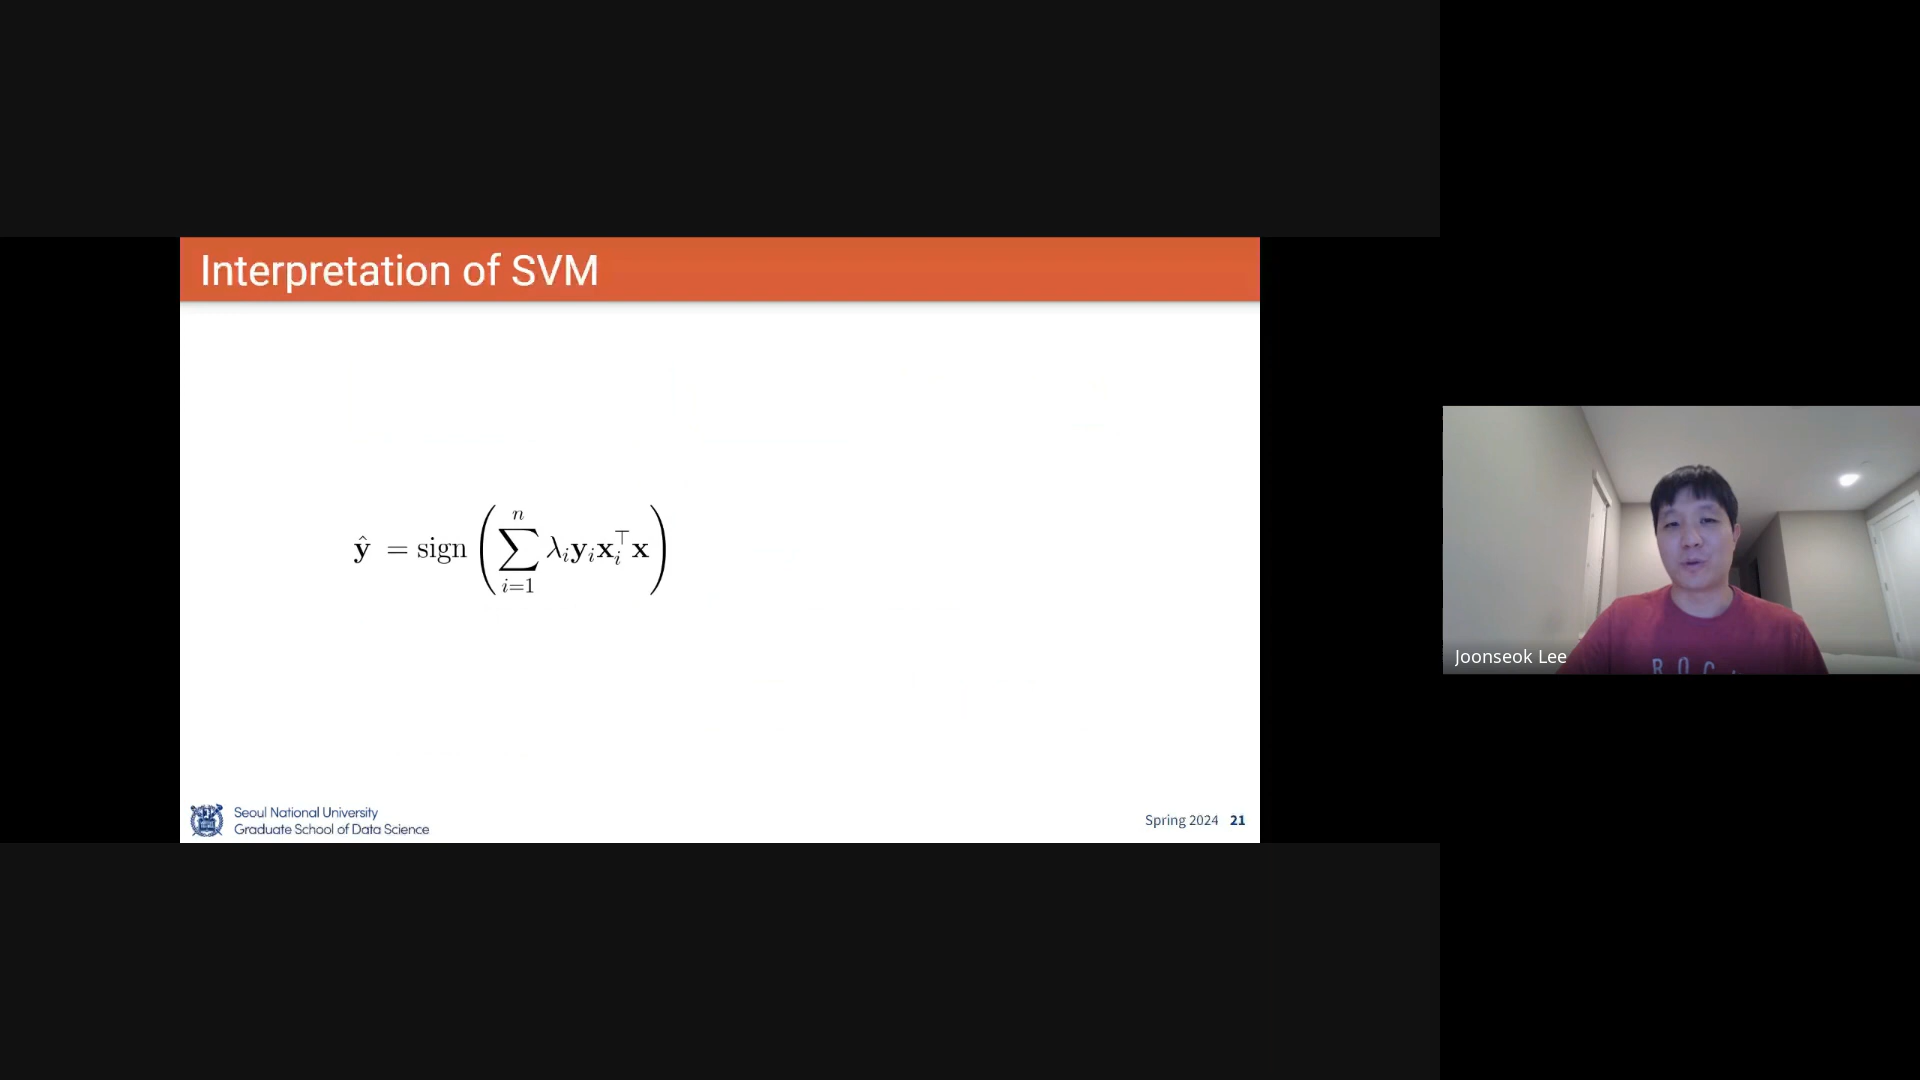 Interpretation of SVM
ŷ = sign ( ∑_{i=1}^{n} λ_i y_i x_i^⊤ x )
Joonseok Lee
Seoul National University
Graduate School of Data Science
Spring 2024 21